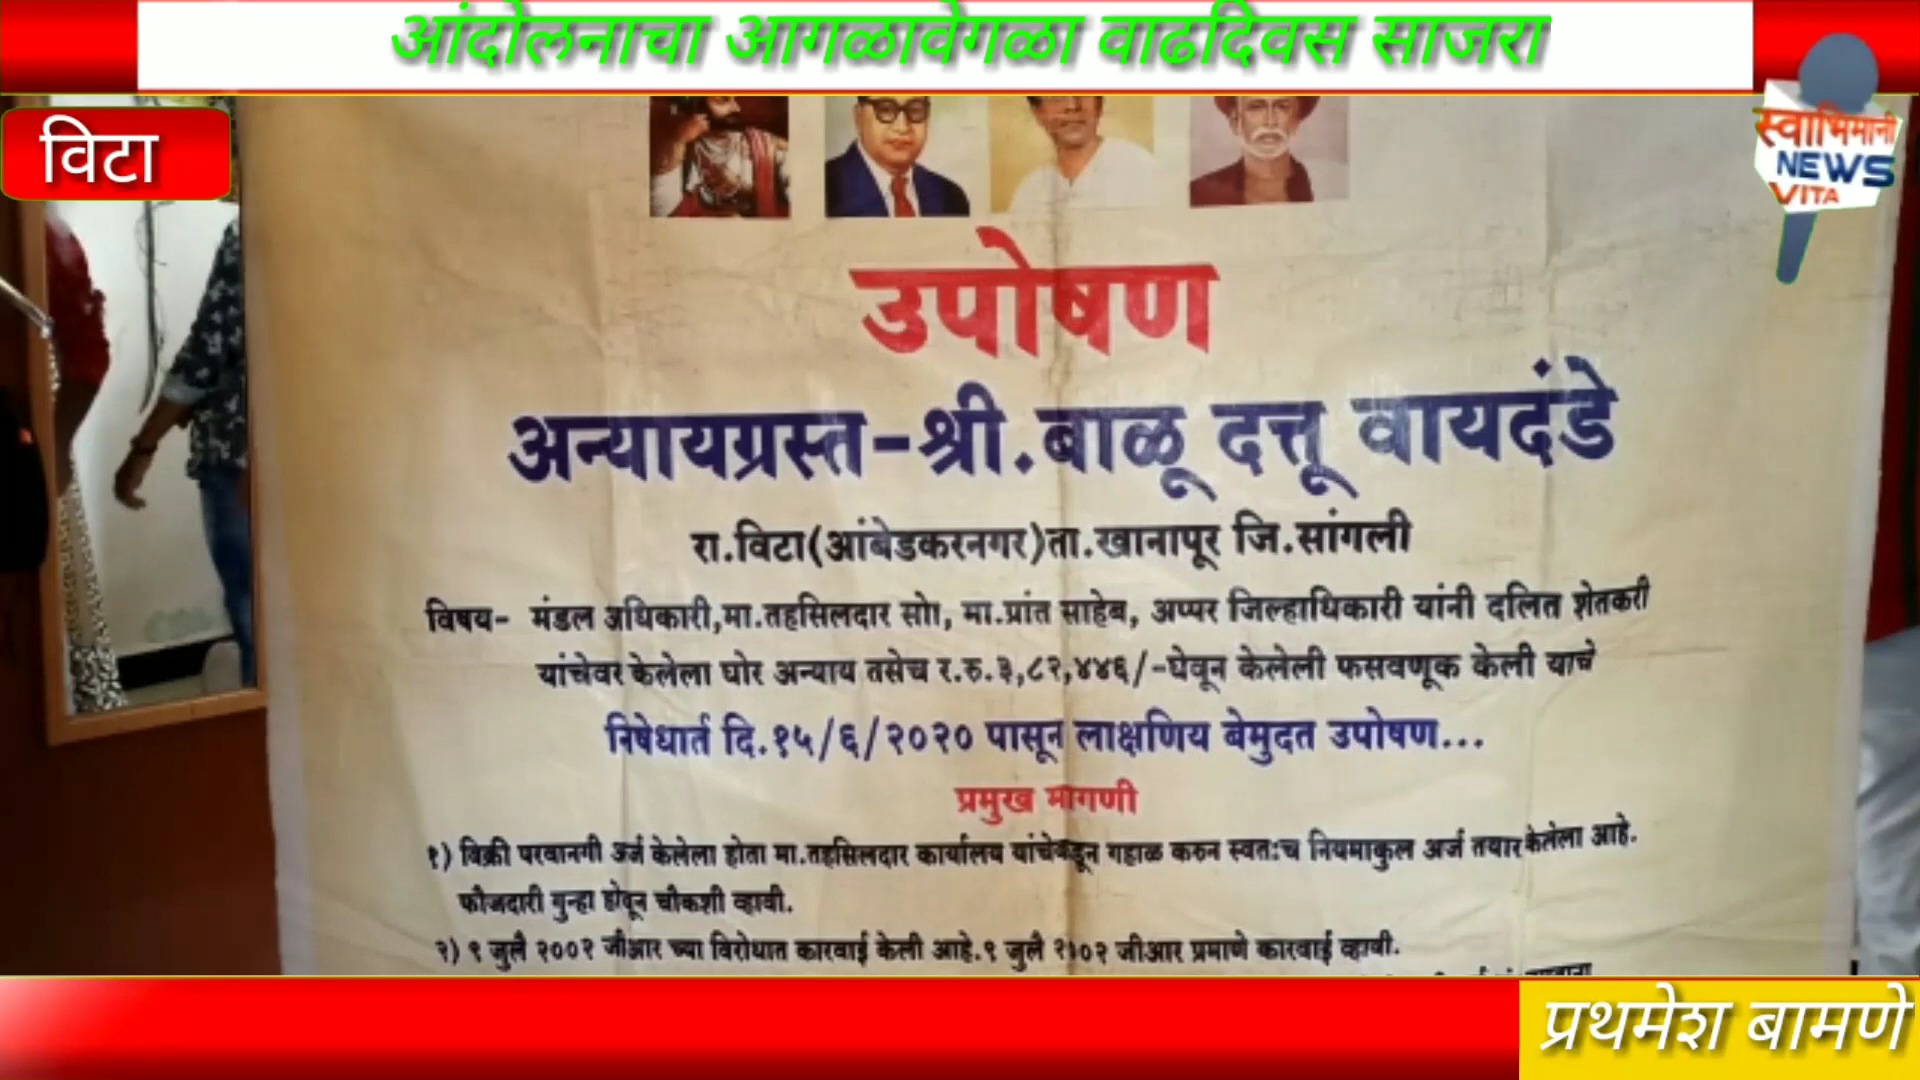 आंदोलनाचा आगळावेगळा वाढदिवस साजरा
विटा
स्वाभिमानी
NEWS
VITA
उपोषण
अन्यायग्रस्त-श्री.बाळू दत्तू वायदंडे
रा.विटा(आंबेडकरनगर)ता.खानापूर जि.सांगली
विषय- मंडल अधिकारी,मा.तहसिलदार सोा, मा.प्रांत साहेब, अप्पर जिल्हाधिकारी यांनी दलित शेतकरी
यांचेवर केलेला घोर अन्याय तसेच र.रु.३,८२,४४६/-घेवून केलेली फसवणूक केली याचे
निषेधार्त दि.१५/६/२०२० पासून लाक्षणिय बेमुदत उपोषण...
प्रमुख मागणी
१) विक्री परवानगी अर्ज केलेला होता मा.तहसिलदार कार्यालय यांचेकडून गहाळ करुन स्वतःच नियमाकुल अर्ज तयार केलेला आहे.
फौजदारी गुन्हा होवून चौकशी व्हावी.
२) ९ जुलै २००२ जीआर च्या विरोधात कारवाई केली आहे.९ जुलै २००२ जीआर प्रमाणे कारवाई व्हावी.
प्रथमेश बामणे